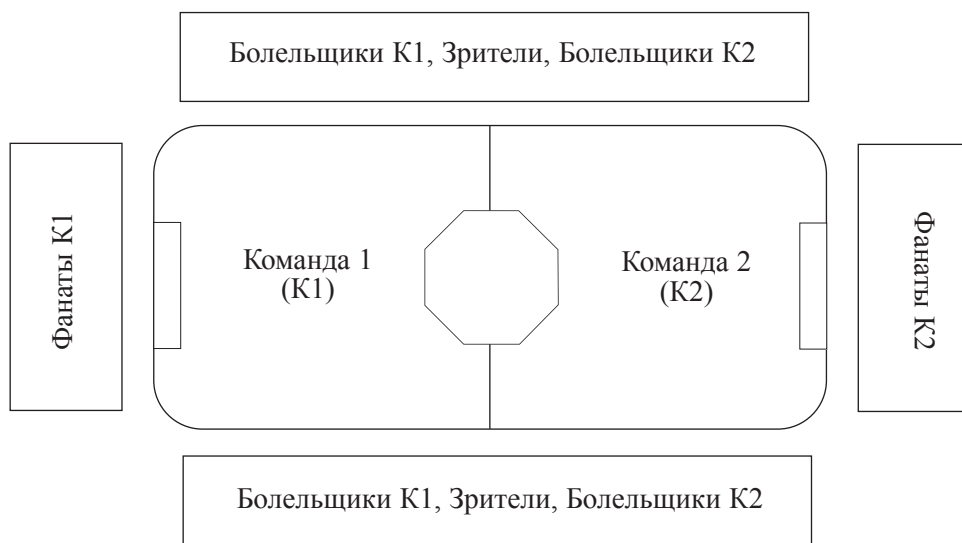 Болельщики К1, Зрители, Болельщики К2
Фанаты К1
Команда 1
(К1)
Команда 2
(К2)
Фанаты К2
Болельщики К1, Зрители, Болельщики К2